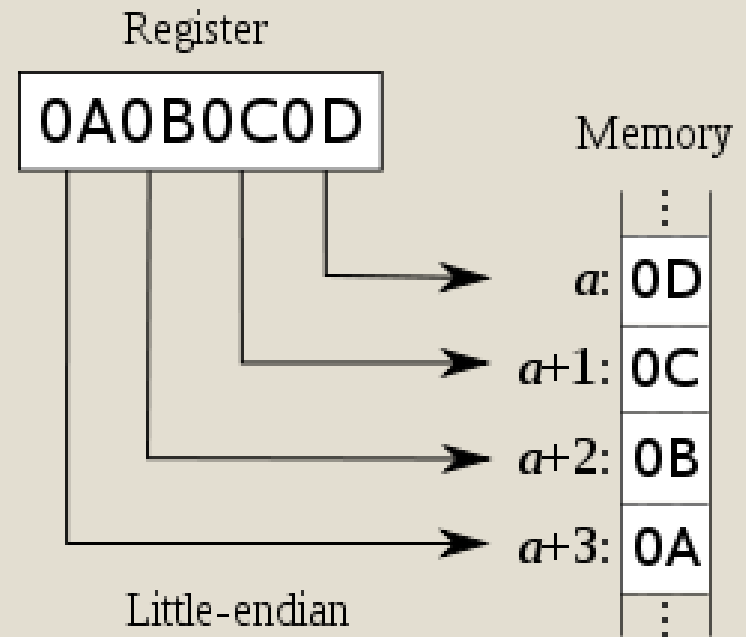 Register
0A0B0C0D
Memory
⋮
a: 0D
a+1: 0C
a+2: 0B
a+3: 0A
⋮
Little-endian